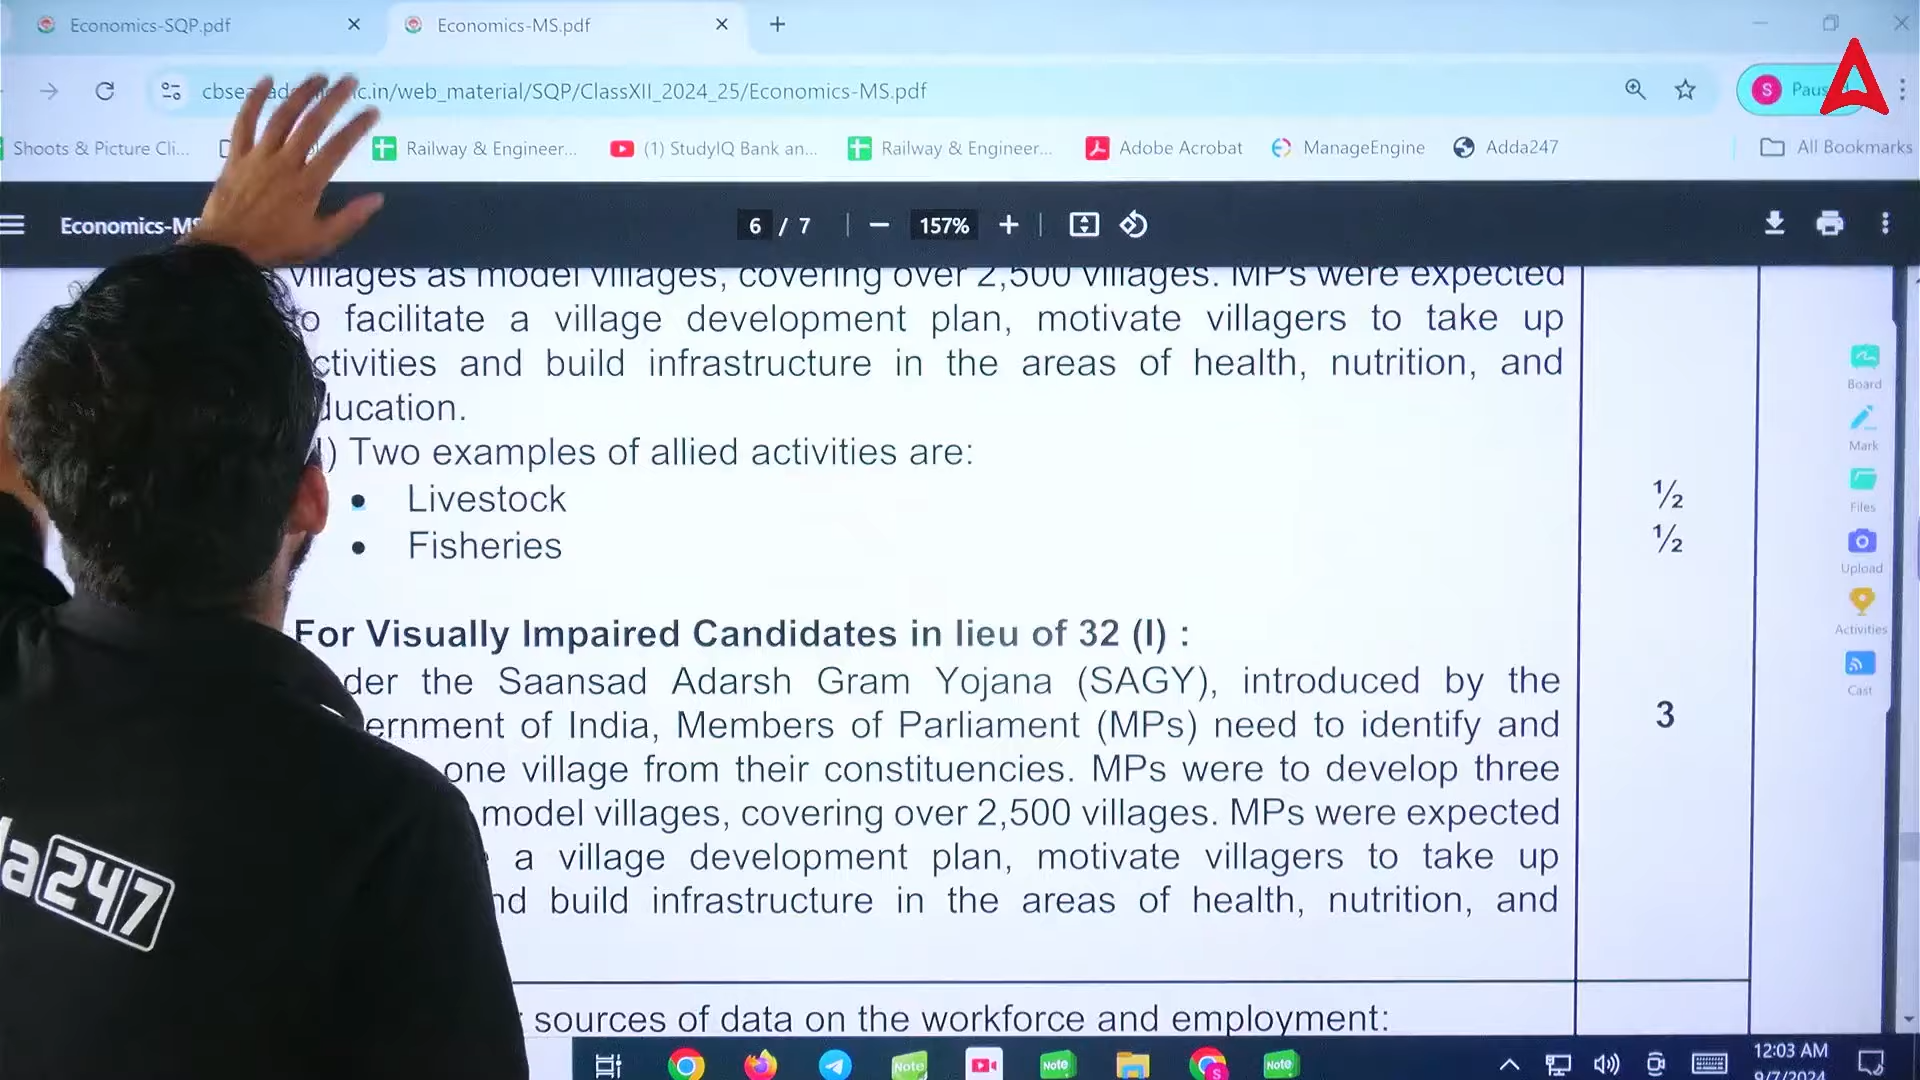 Economics-SQP.pdf
Economics-MS.pdf
.in/web_material/SQP/ClassXII_2024_25/Economics-MS.pdf
S
A
Shoots & Picture Cli...
Railway & Engineer...
(1) StudyIQ Bank an...
Railway & Engineer...
Adobe Acrobat
ManageEngine
Adda247
All Bookmarks
6 / 7
157%
villages as model villages, covering over 2,500 villages. MPs were expected
facilitate a village development plan, motivate villagers to take up
ctivities and build infrastructure in the areas of health, nutrition, and
ducation.
) Two examples of allied activities are:
• Livestock
½
• Fisheries
½
For Visually Impaired Candidates in lieu of 32 (I) :
der the Saansad Adarsh Gram Yojana (SAGY), introduced by the
ernment of India, Members of Parliament (MPs) need to identify and
3
one village from their constituencies. MPs were to develop three
model villages, covering over 2,500 villages. MPs were expected
a village development plan, motivate villagers to take up
nd build infrastructure in the areas of health, nutrition, and
sources of data on the workforce and employment:
Board
Mark
Files
Upload
Activities
Cast
a247
Note
Note
Note
12:03 AM
9/7/2024